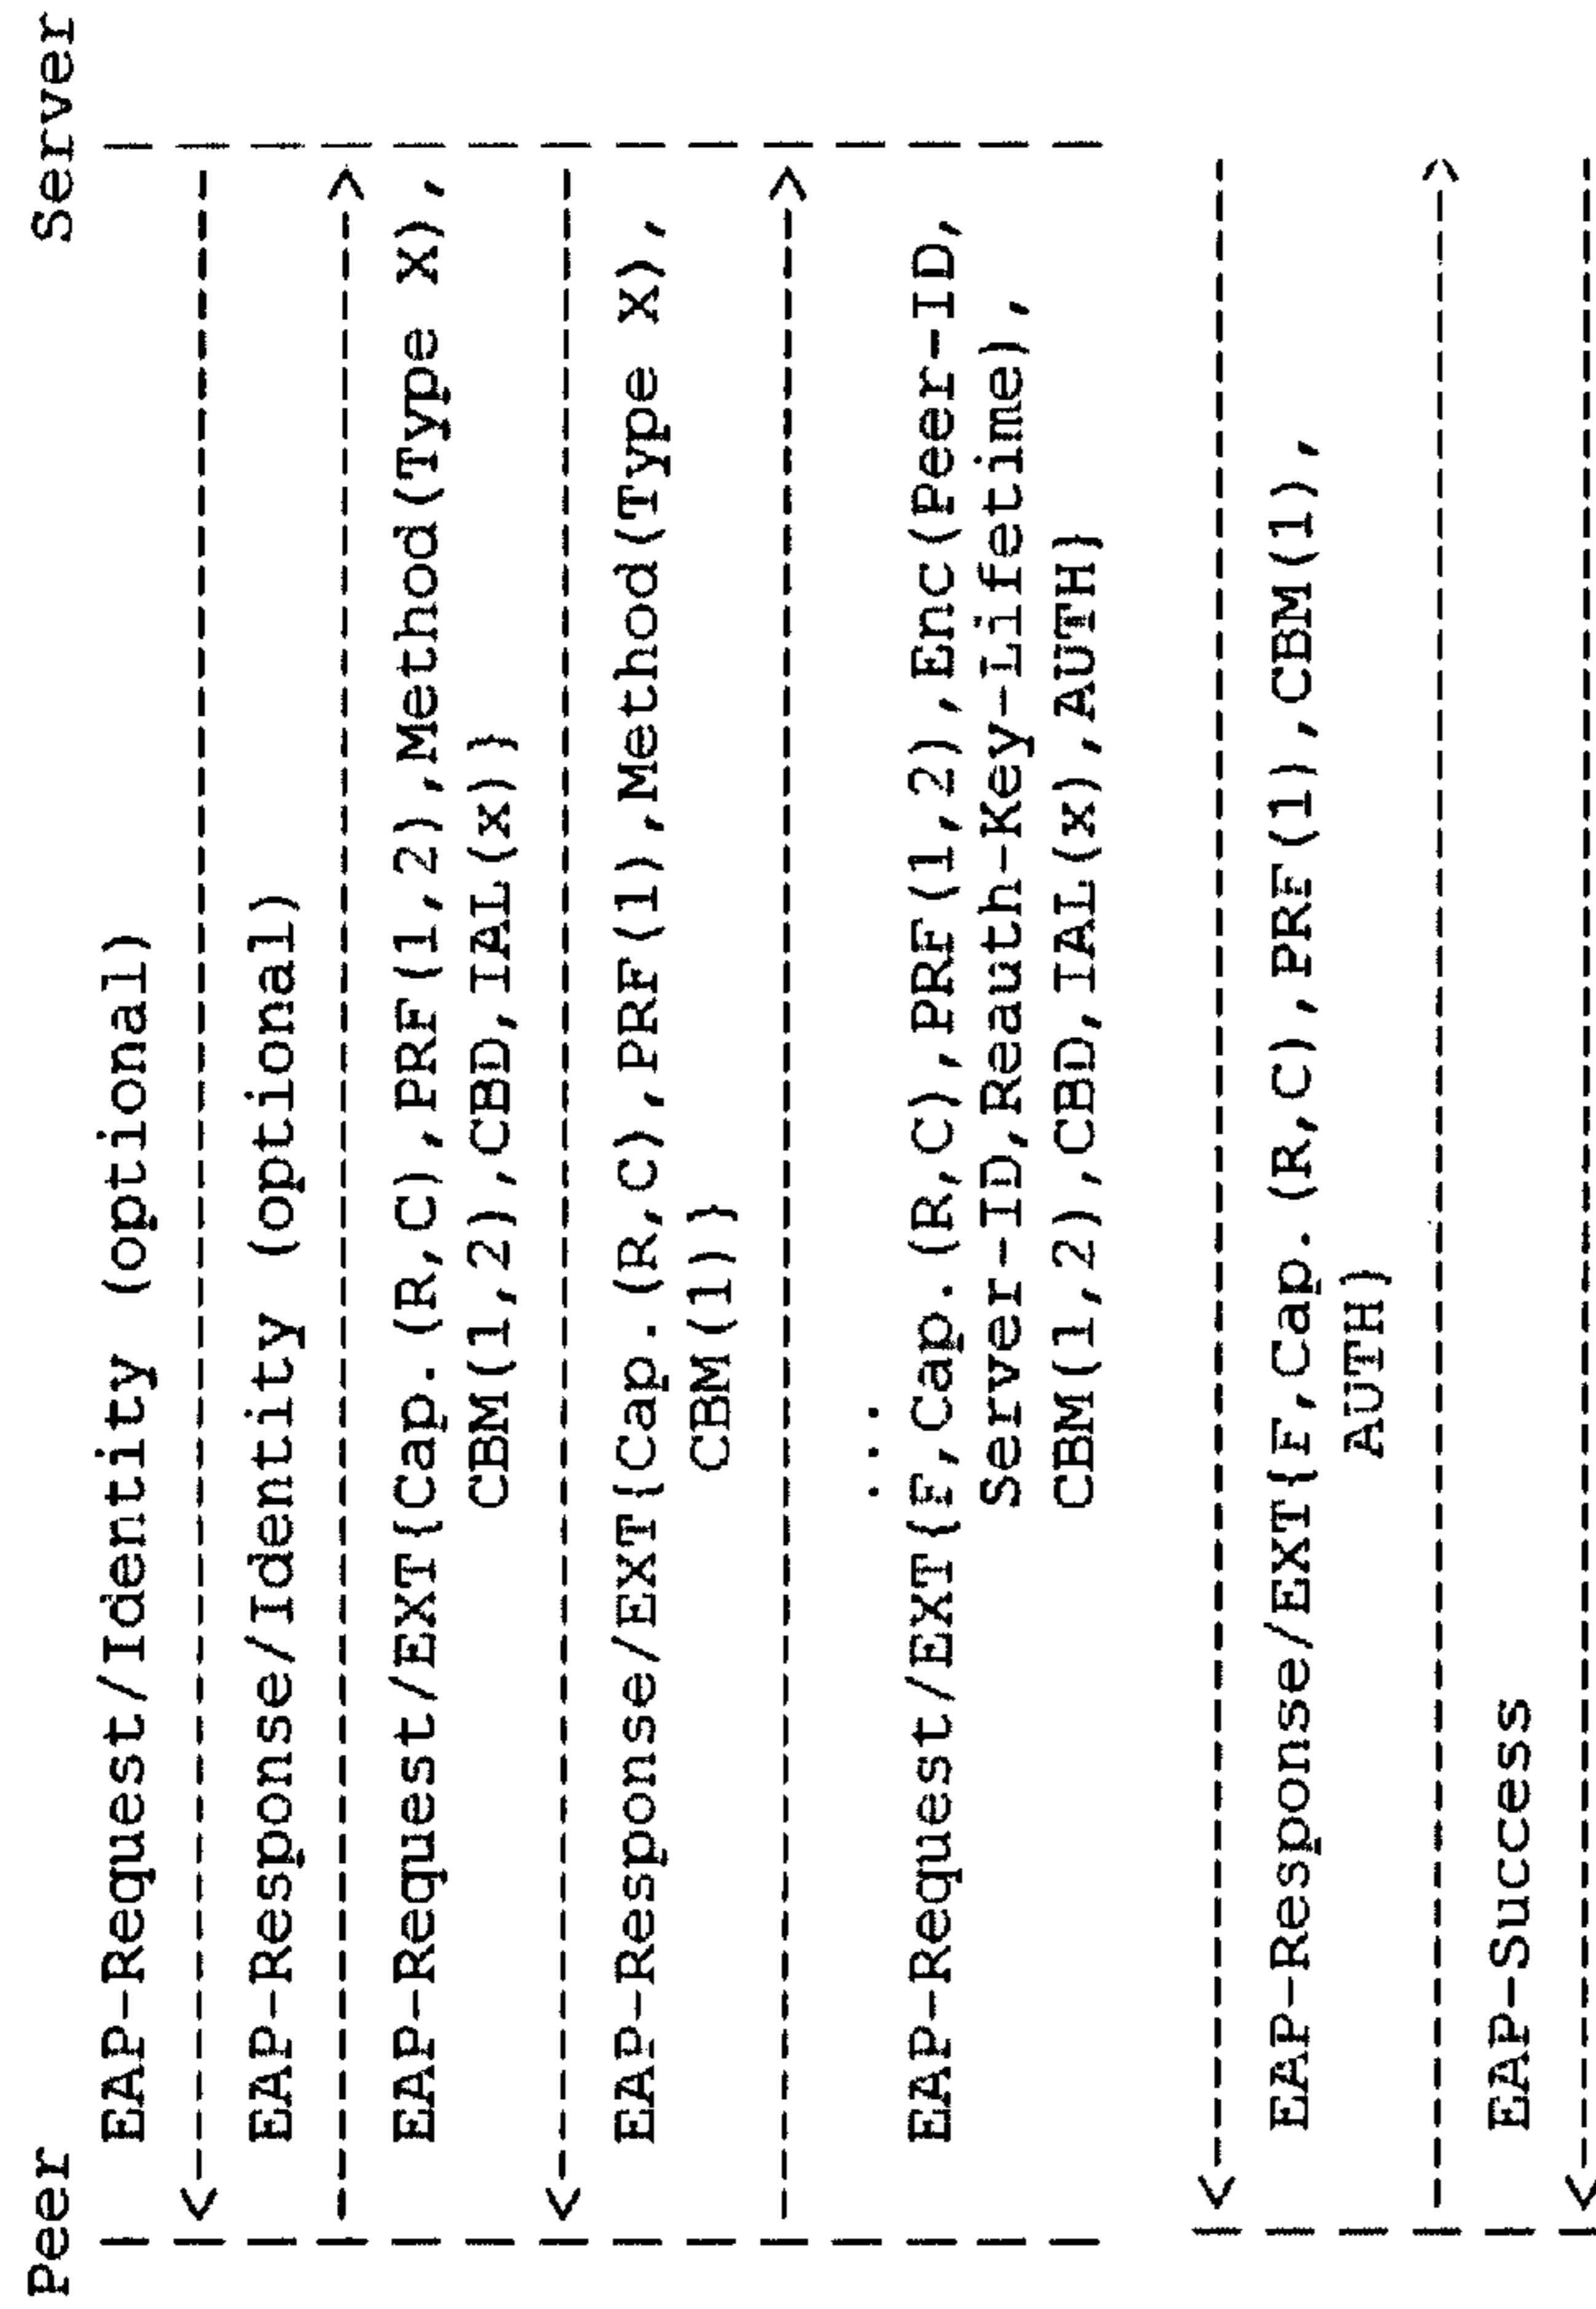 Peer Server
| EAP-Request/Identity (optional) |
|<------------------------------------------------------|
| EAP-Response/Identity (optional) |
|------------------------------------------------------>|
| EAP-Request/EXT{Cap.(R,C),PRF(1,2),Method(Type x), |
| CBM(1,2),CBD,IAL(x)} |
|<------------------------------------------------------|
| EAP-Response/EXT{Cap.(R,C),PRF(1),Method(Type x), |
| CBM(1)} |
|------------------------------------------------------>|
| ... |
| EAP-Request/EXT{F,Cap.(R,C),PRF(1,2),Enc(Peer-ID, |
| Server-ID,Reauth-Key-Lifetime), |
| CBM(1,2),CBD,IAL(x),AUTH} |
|<------------------------------------------------------
| EAP-Response/EXT{F,Cap.(R,C),PRF(1),CBM(1),
| AUTH}
|------------------------------------------------------>
| EAP-Success
|<------------------------------------------------------